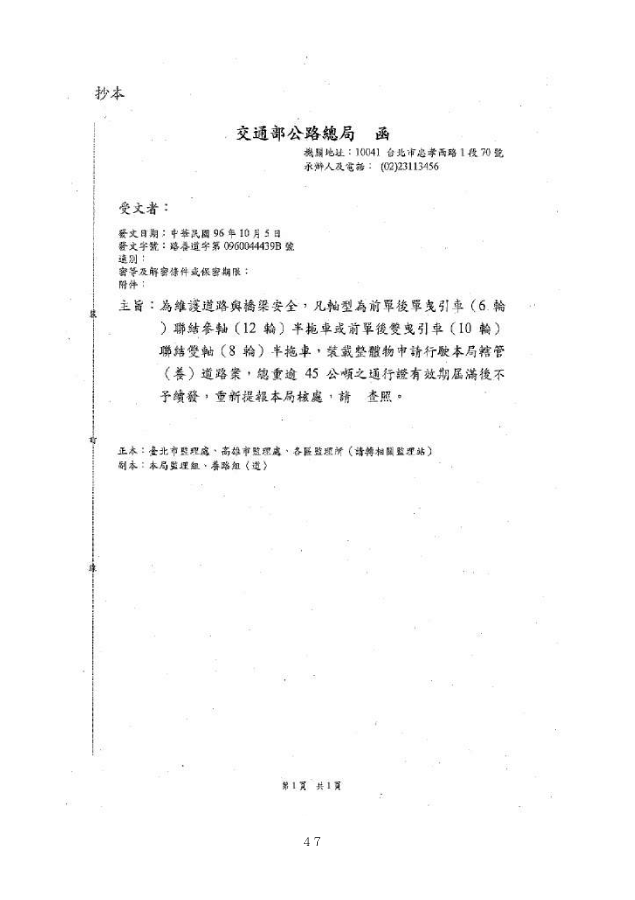 抄本
交通部公路總局　函
機關地址：10041 台北市忠孝西路1段70號
承辦人及電話： (02)23113456
受文者：
發文日期：中華民國96年10月5日
發文字號：路養道字第0960044439B號
速別：
密等及解密條件或保密期限：
附件：
主旨：為維護道路與橋梁安全，凡軸型為前單後單曳引車（6 輪
）聯結參軸（12 輪）半拖車或前單後雙曳引車（10 輪）
聯結雙軸（8 輪）半拖車，裝載整體物申請行駛本局轄管
（養）道路案，總重逾 45 公噸之通行證有效期屆滿後不
予續發，重新提報本局核處，請　查照。
裝
訂
正本：臺北市監理處、高雄市監理處、各區監理所（請轉相關監理站）
副本：本局監理組、養路組（道）
線
第1頁 共1頁
47